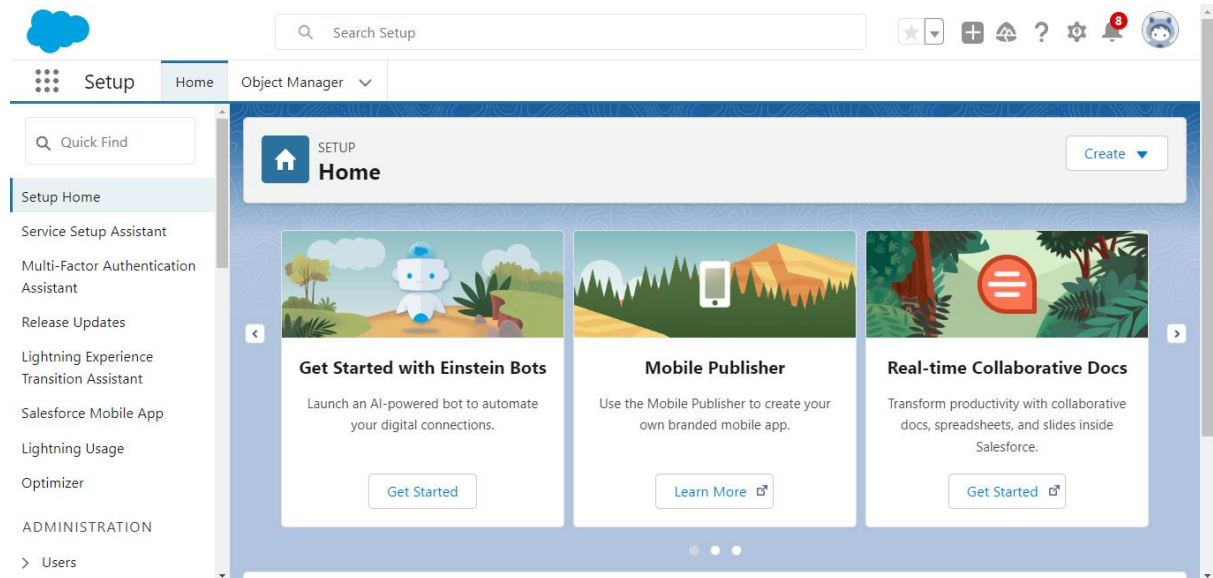 Search Setup
8
Setup
Home
Object Manager
Quick Find
Setup Home
Service Setup Assistant
Multi-Factor Authentication
Assistant
Release Updates
Lightning Experience
Transition Assistant
Salesforce Mobile App
Lightning Usage
Optimizer
ADMINISTRATION
Users
SETUP
Home
Create
Get Started with Einstein Bots
Launch an AI-powered bot to automate
your digital connections.
Get Started
Mobile Publisher
Use the Mobile Publisher to create your
own branded mobile app.
Learn More
Real-time Collaborative Docs
Transform productivity with collaborative
docs, spreadsheets, and slides inside
Salesforce.
Get Started